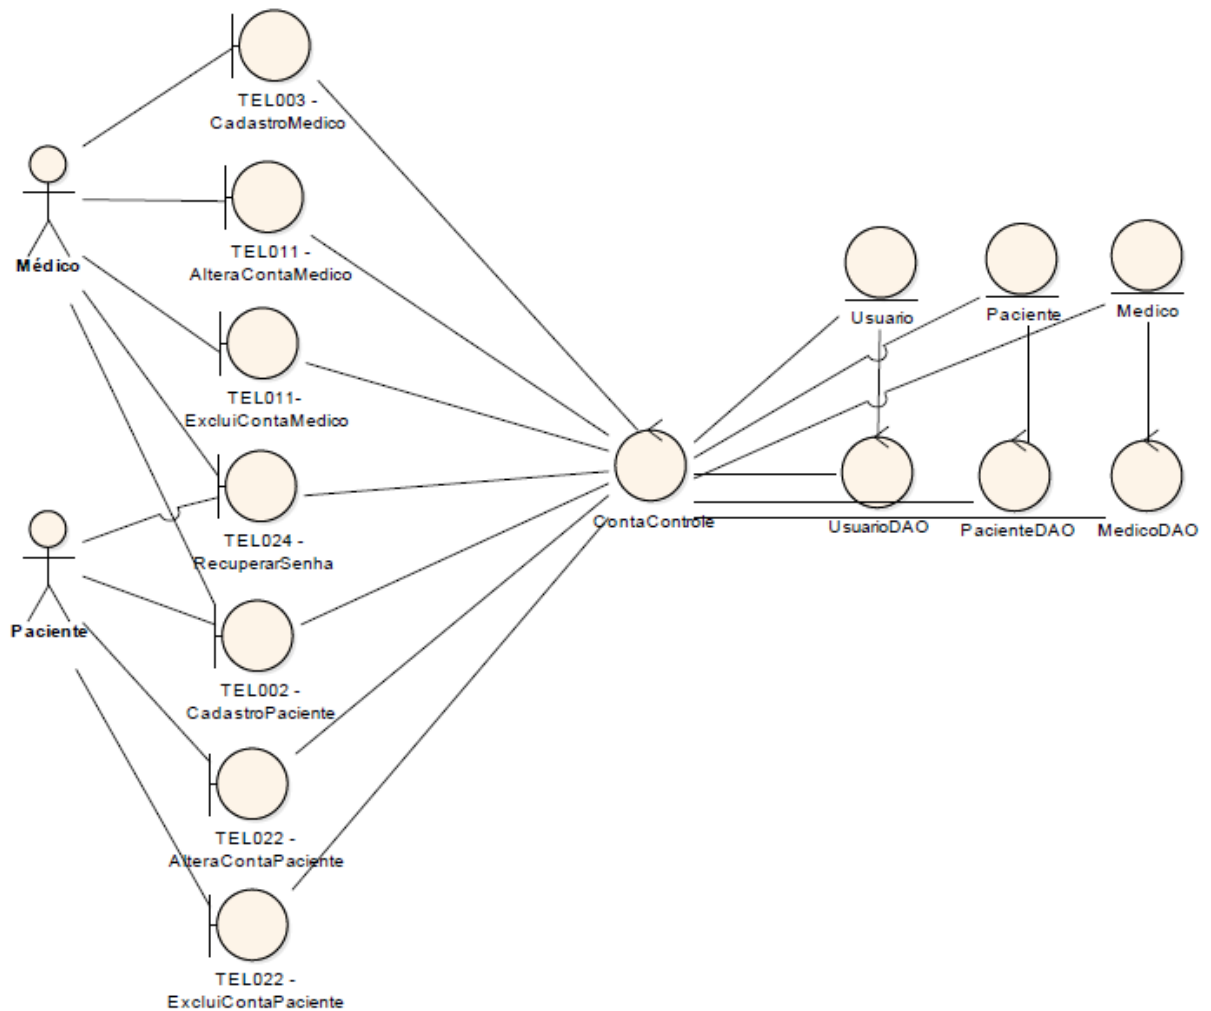 TEL003 -
CadastroMedico
Médico
TEL011 -
AlteraContaMedico
TEL011-
ExcluiContaMedico
Usuario
Paciente
Medico
TEL024 -
RecuperarSenha
ContaControle
UsuarioDAO
PacienteDAO
MedicoDAO
Paciente
TEL002 -
CadastroPaciente
TEL022 -
AlteraContaPaciente
TEL022 -
ExcluiContaPaciente